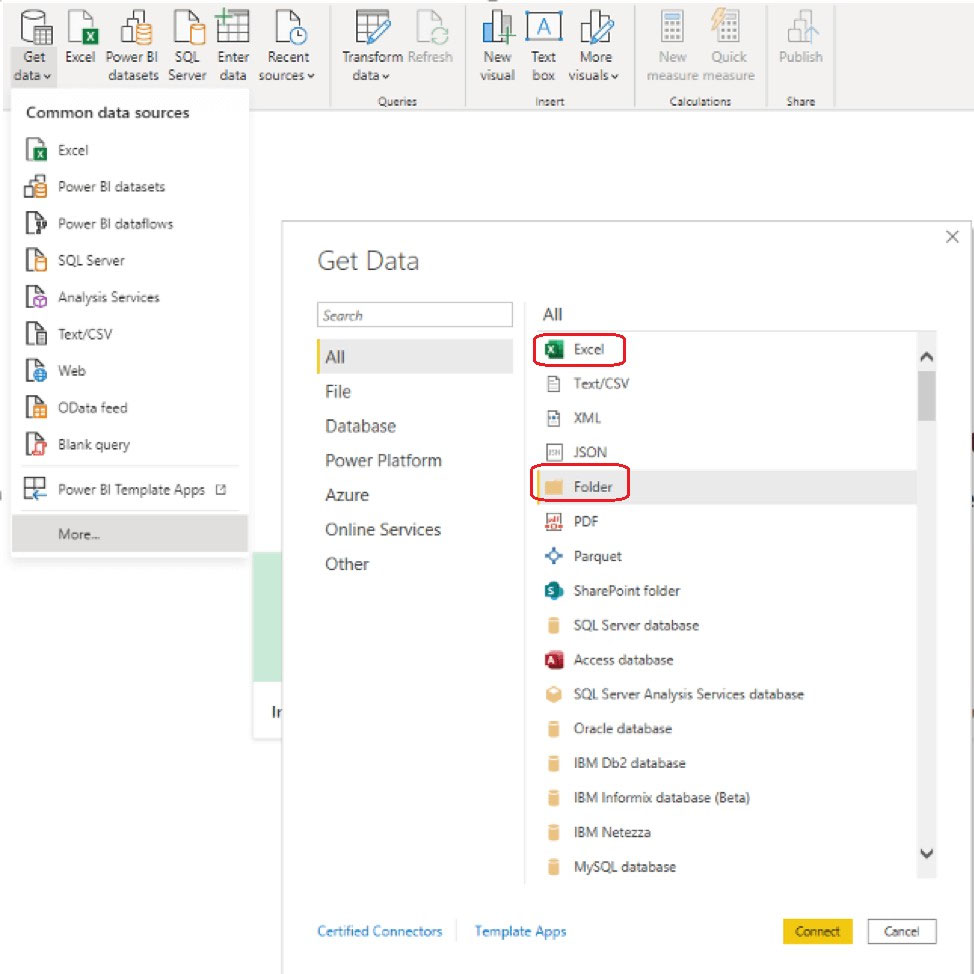 Get data
Excel
Power BI datasets
SQL Server
Enter data
Recent sources
Transform data
Refresh
New visual
Text box
More visuals
New measure
Quick measure
Publish
Queries
Insert
Calculations
Share
Common data sources
Excel
Power BI datasets
Power BI dataflows
SQL Server
Analysis Services
Text/CSV
Web
OData feed
Blank query
Power BI Template Apps
More...
Get Data
Search
All
File
Database
Power Platform
Azure
Online Services
Other
All
Excel
Text/CSV
XML
JSON
Folder
PDF
Parquet
SharePoint folder
SQL Server database
Access database
SQL Server Analysis Services database
Oracle database
IBM Db2 database
IBM Informix database (Beta)
IBM Netezza
MySQL database
Certified Connectors
Template Apps
Connect
Cancel